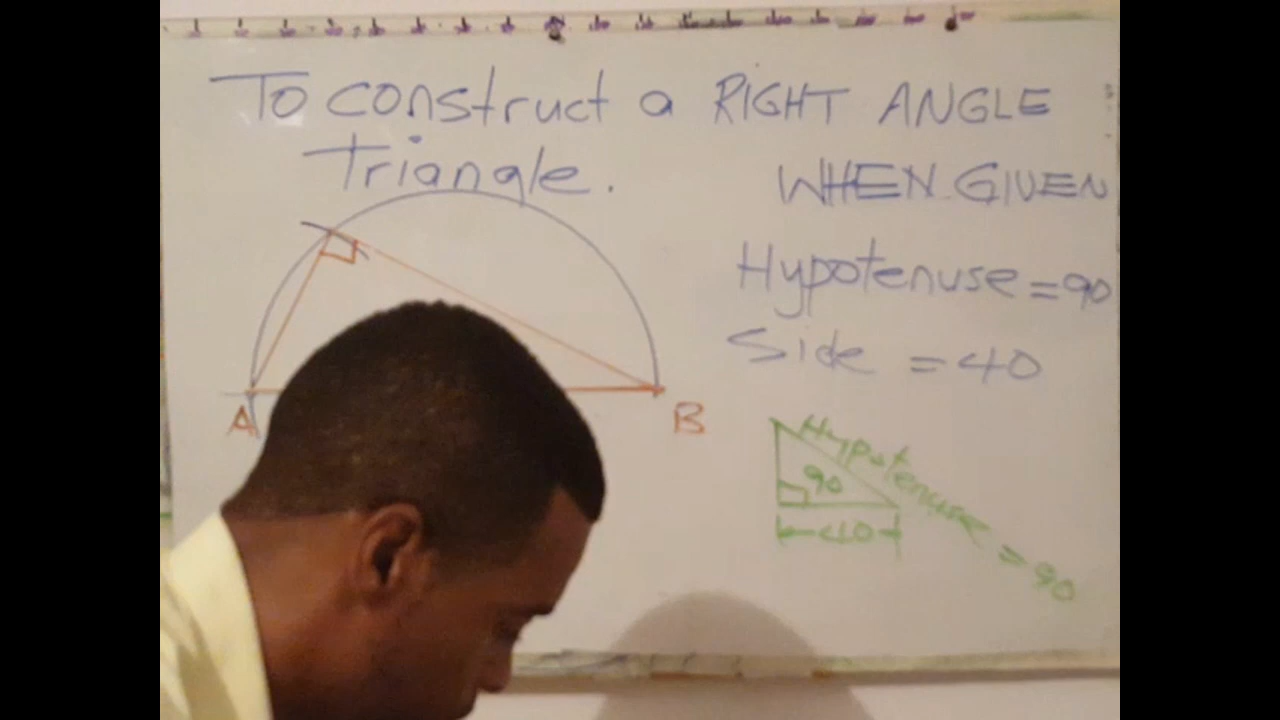 To construct a RIGHT ANGLE
Triangle.
WHEN GIVEN
Hypotenuse = 90
Side = 40
A
B
Hypotenuse = 90
90
40